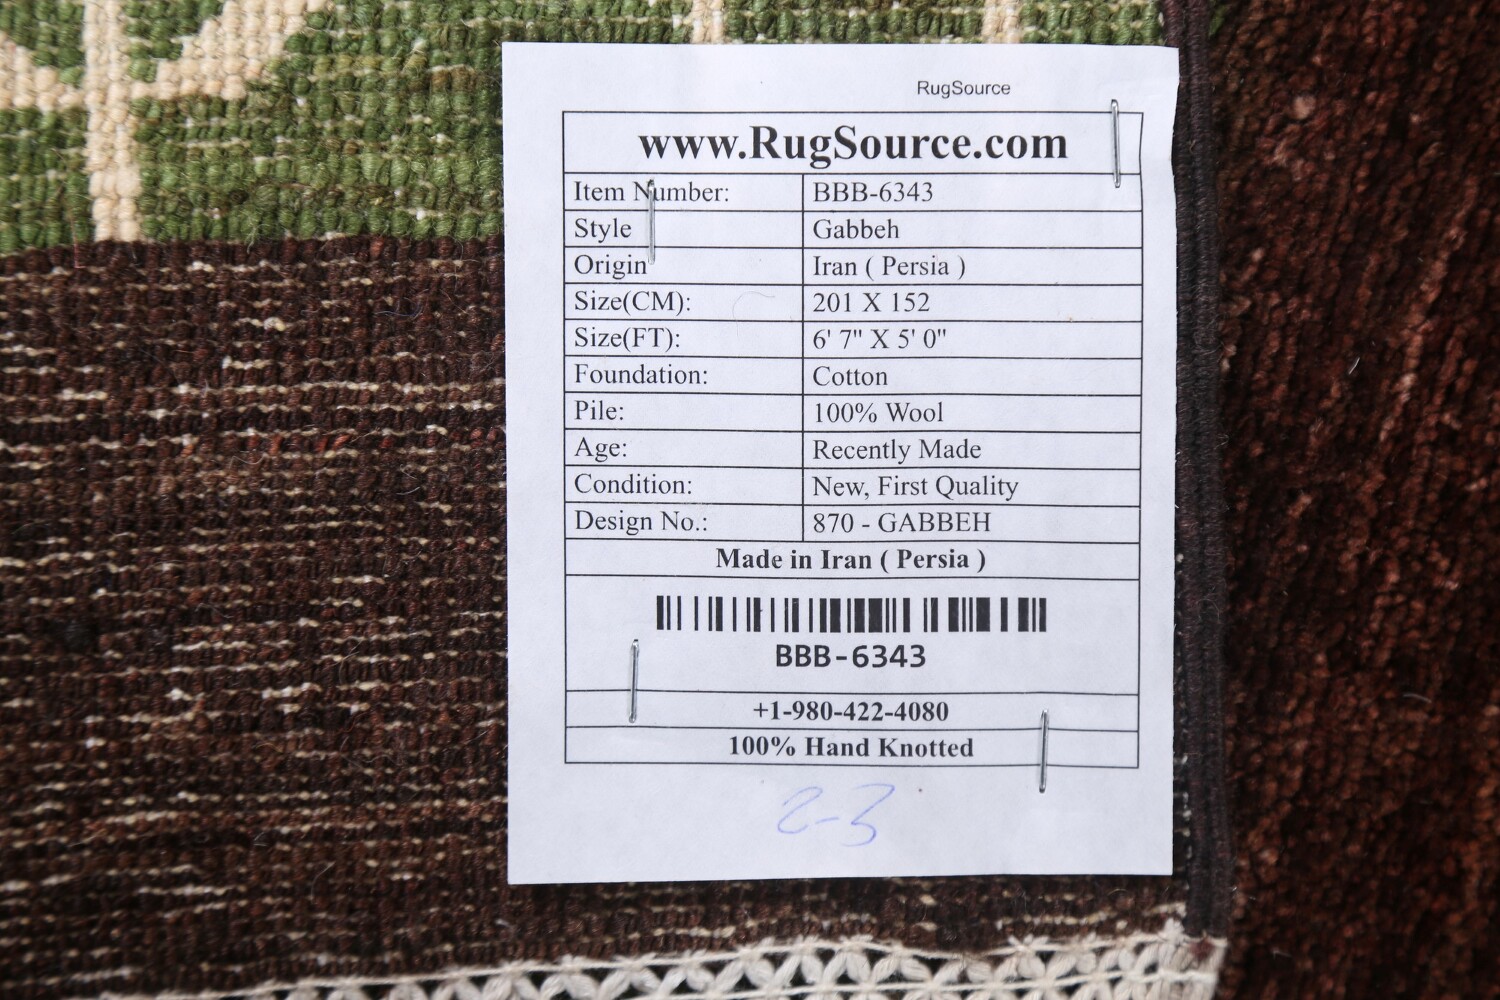 RugSource
www.RugSource.com
Item Number: BBB-6343
Style Gabbeh
Origin Iran ( Persia )
Size(CM): 201 X 152
Size(FT): 6' 7" X 5' 0"
Foundation: Cotton
Pile: 100% Wool
Age: Recently Made
Condition: New, First Quality
Design No.: 870 - GABBEH
Made in Iran ( Persia )
BBB-6343
+1-980-422-4080
100% Hand Knotted
2-3